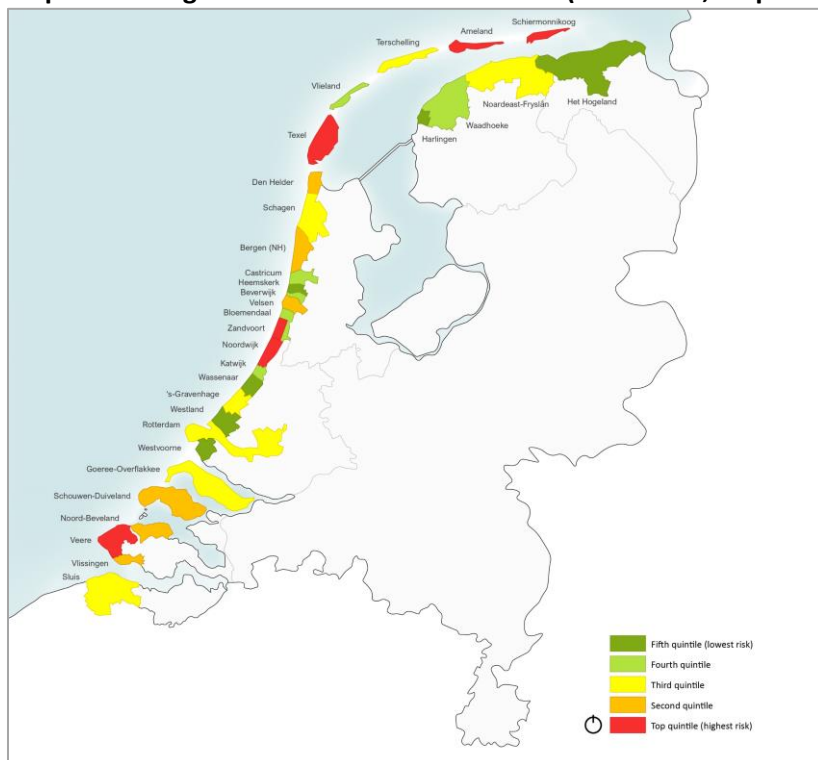 Schiermonnikoog
Ameland
Terschelling
Vlieland
Noardeast-Fryslân
Het Hogeland
Waadhoeke
Harlingen
Texel
Den Helder
Schagen
Bergen (NH)
Castricum
Heemskerk
Beverwijk
Velsen
Bloemendaal
Zandvoort
Noordwijk
Katwijk
Wassenaar
's-Gravenhage
Westland
Rotterdam
Westvoorne
Goeree-Overflakkee
Schouwen-Duiveland
Noord-Beveland
Veere
Vlissingen
Sluis
Fifth quintile (lowest risk)
Fourth quintile
Third quintile
Second quintile
Top quintile (highest risk)